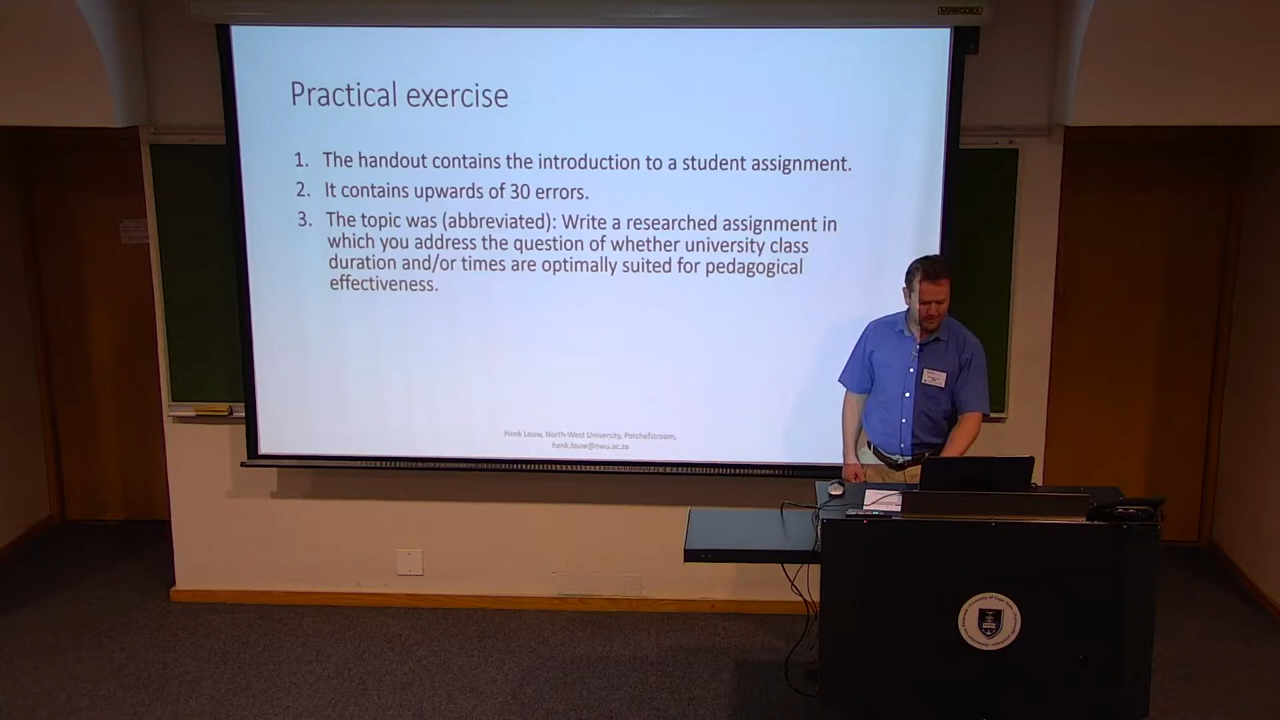 Practical exercise
1. The handout contains the introduction to a student assignment.
2. It contains upwards of 30 errors.
3. The topic was (abbreviated): Write a researched assignment in
which you address the question of whether university class
duration and/or times are optimally suited for pedagogical
effectiveness.
Henk Louw, North-West University, Potchefstroom,
henk.louw@nwu.ac.za